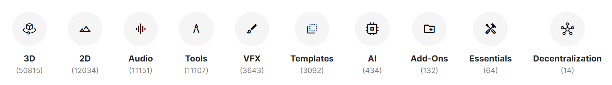 3D 2D Audio Tools VFX Templates AI Add-Ons Essentials Decentralization
(50815) (12034) (11151) (11107) (3643) (3092) (434) (132) (64) (14)